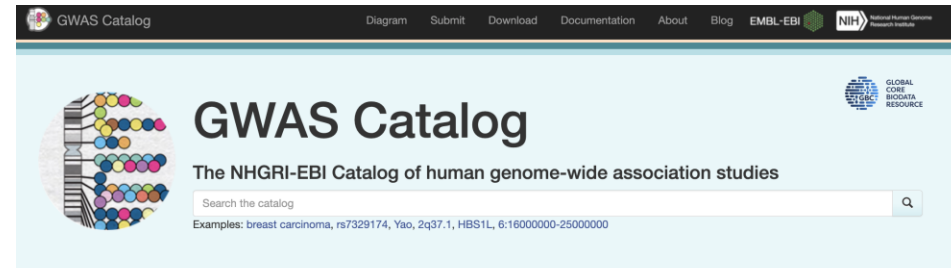 GWAS Catalog Diagram Submit Download Documentation About Blog EMBL-EBI NIH National Human Genome Research Institute
GLOBAL
CORE
BIODATA
RESOURCE
GBC
GWAS Catalog
The NHGRI-EBI Catalog of human genome-wide association studies
Search the catalog
Examples: breast carcinoma, rs7329174, Yao, 2q37.1, HBS1L, 6:16000000-25000000